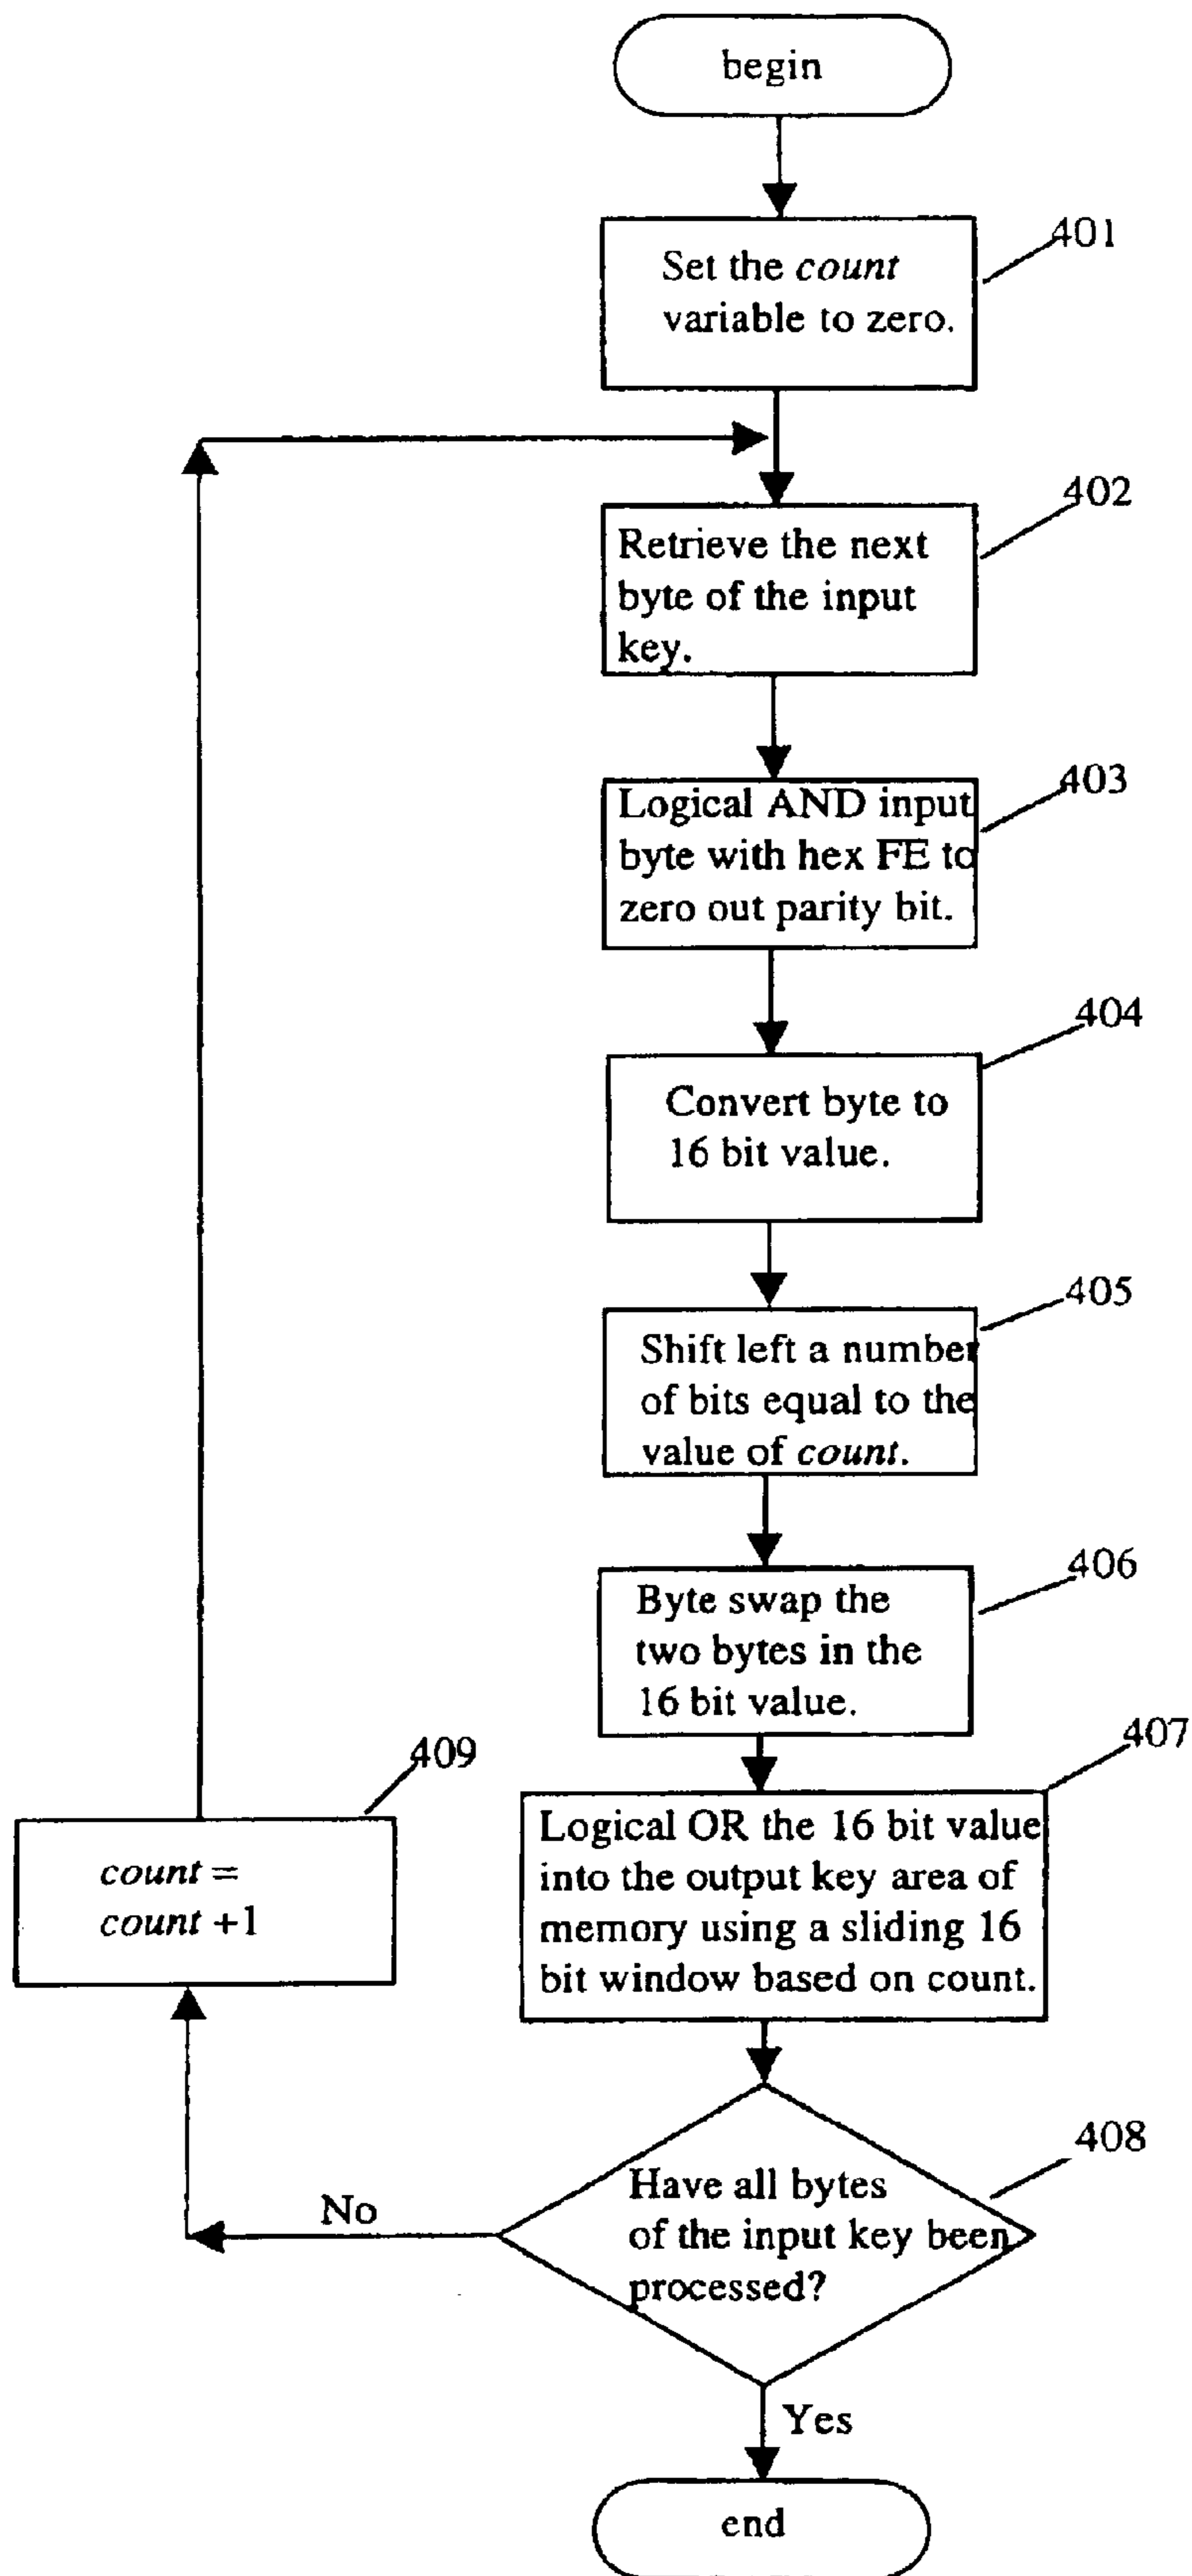 begin
401
Set the count
variable to zero.
402
Retrieve the next
byte of the input
key.
403
Logical AND input
byte with hex FE to
zero out parity bit.
404
Convert byte to
16 bit value.
405
Shift left a number
of bits equal to the
value of count.
406
Byte swap the
two bytes in the
16 bit value.
407
Logical OR the 16 bit value
into the output key area of
memory using a sliding 16
bit window based on count.
409
count =
count +1
408
Have all bytes
of the input key been
processed?
No
Yes
end